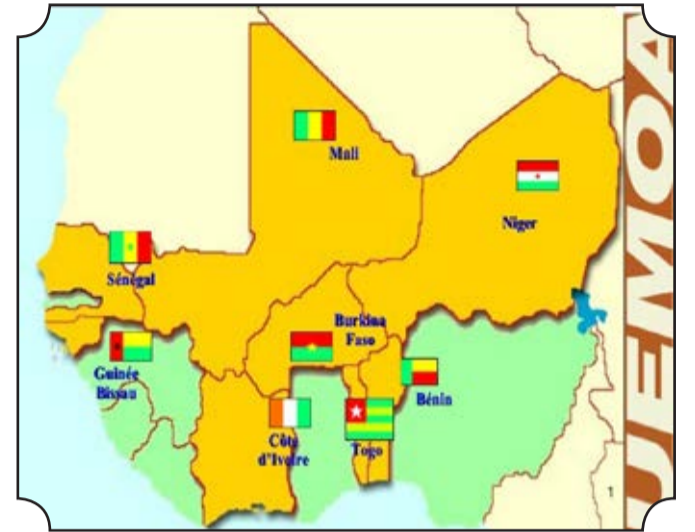 Mali
Niger
Sénégal
Burkina
Faso
Guinée
Bissau
Bénin
Côte
d'Ivoire
Togo
1
UEMOA